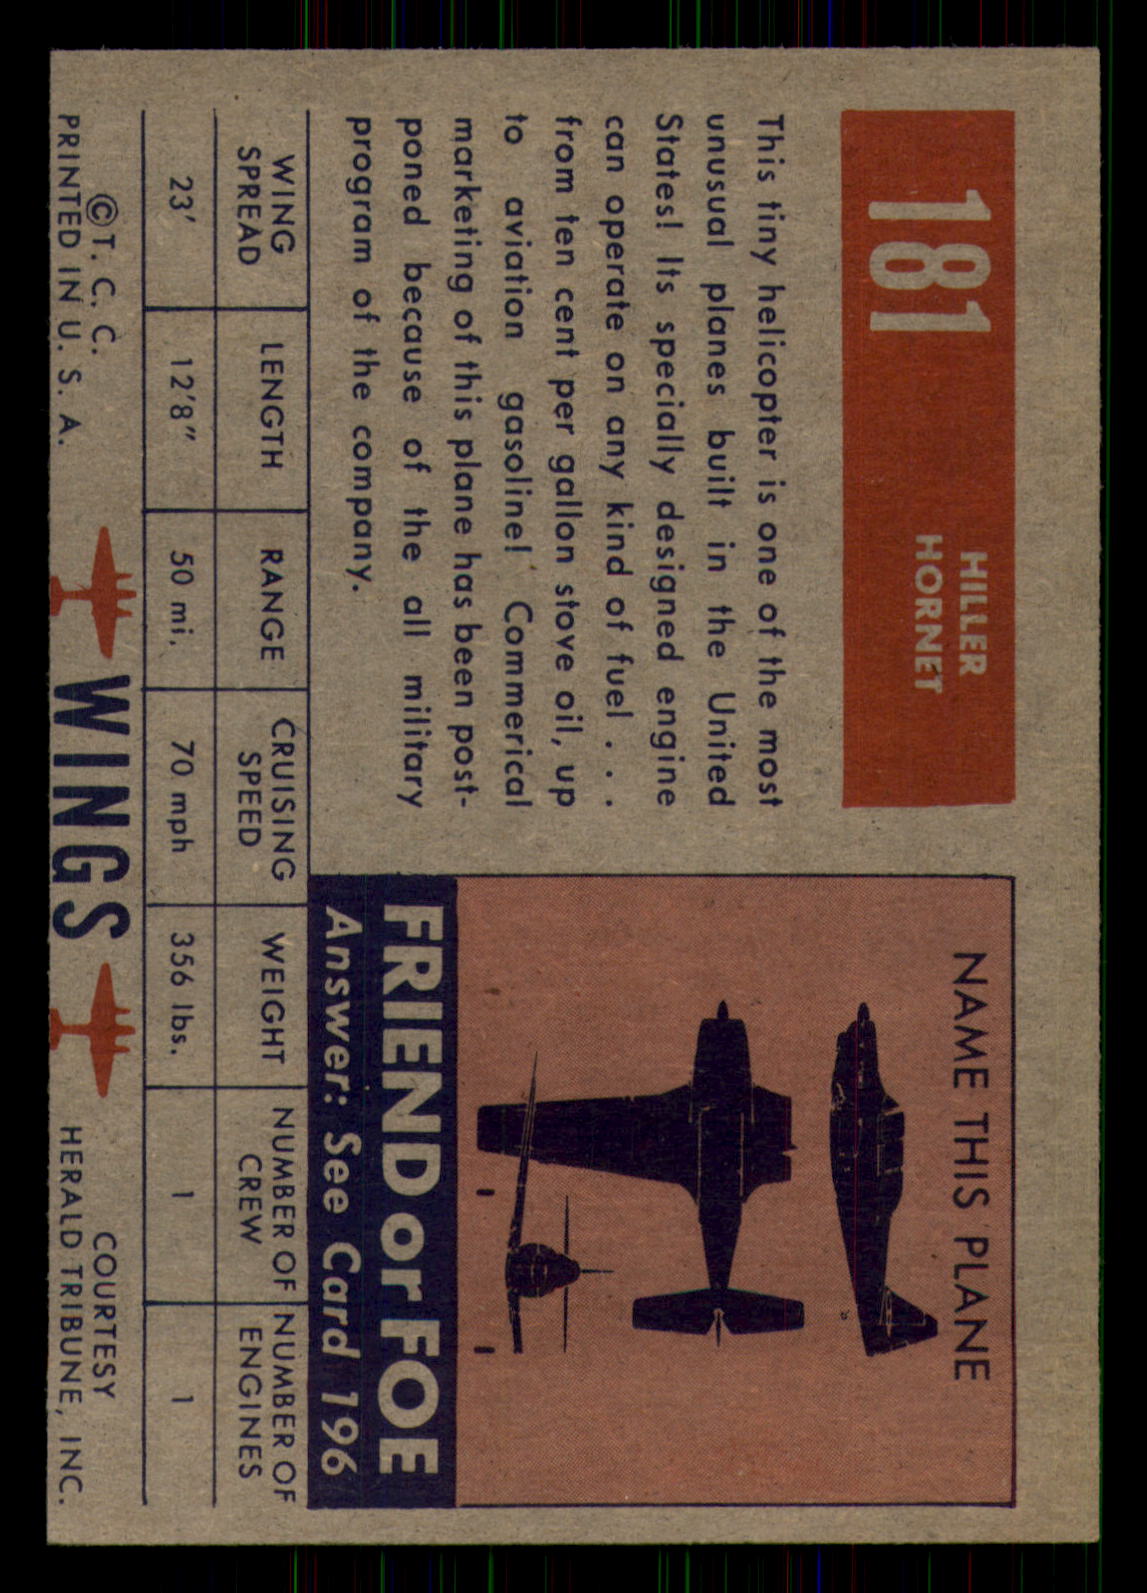 181
HILLER
HORNET
This tiny helicopter is one of the most
unusual planes built in the United
States! Its specially designed engine
can operate on any kind of fuel . . .
from ten cent per gallon stove oil, up
to aviation gasoline! Commerical
marketing of this plane has been post-
poned because of the all military
program of the company.
NAME THIS PLANE
FRIEND or FOE
Answer: See Card 196
WING SPREAD LENGTH RANGE CRUISING SPEED WEIGHT NUMBER OF CREW NUMBER OF ENGINES
23' 12'8" 50 mi. 70 mph 356 lbs. 1 1
©T. C. C.
PRINTED IN U. S. A.
WINGS
COURTESY
HERALD TRIBUNE, INC.